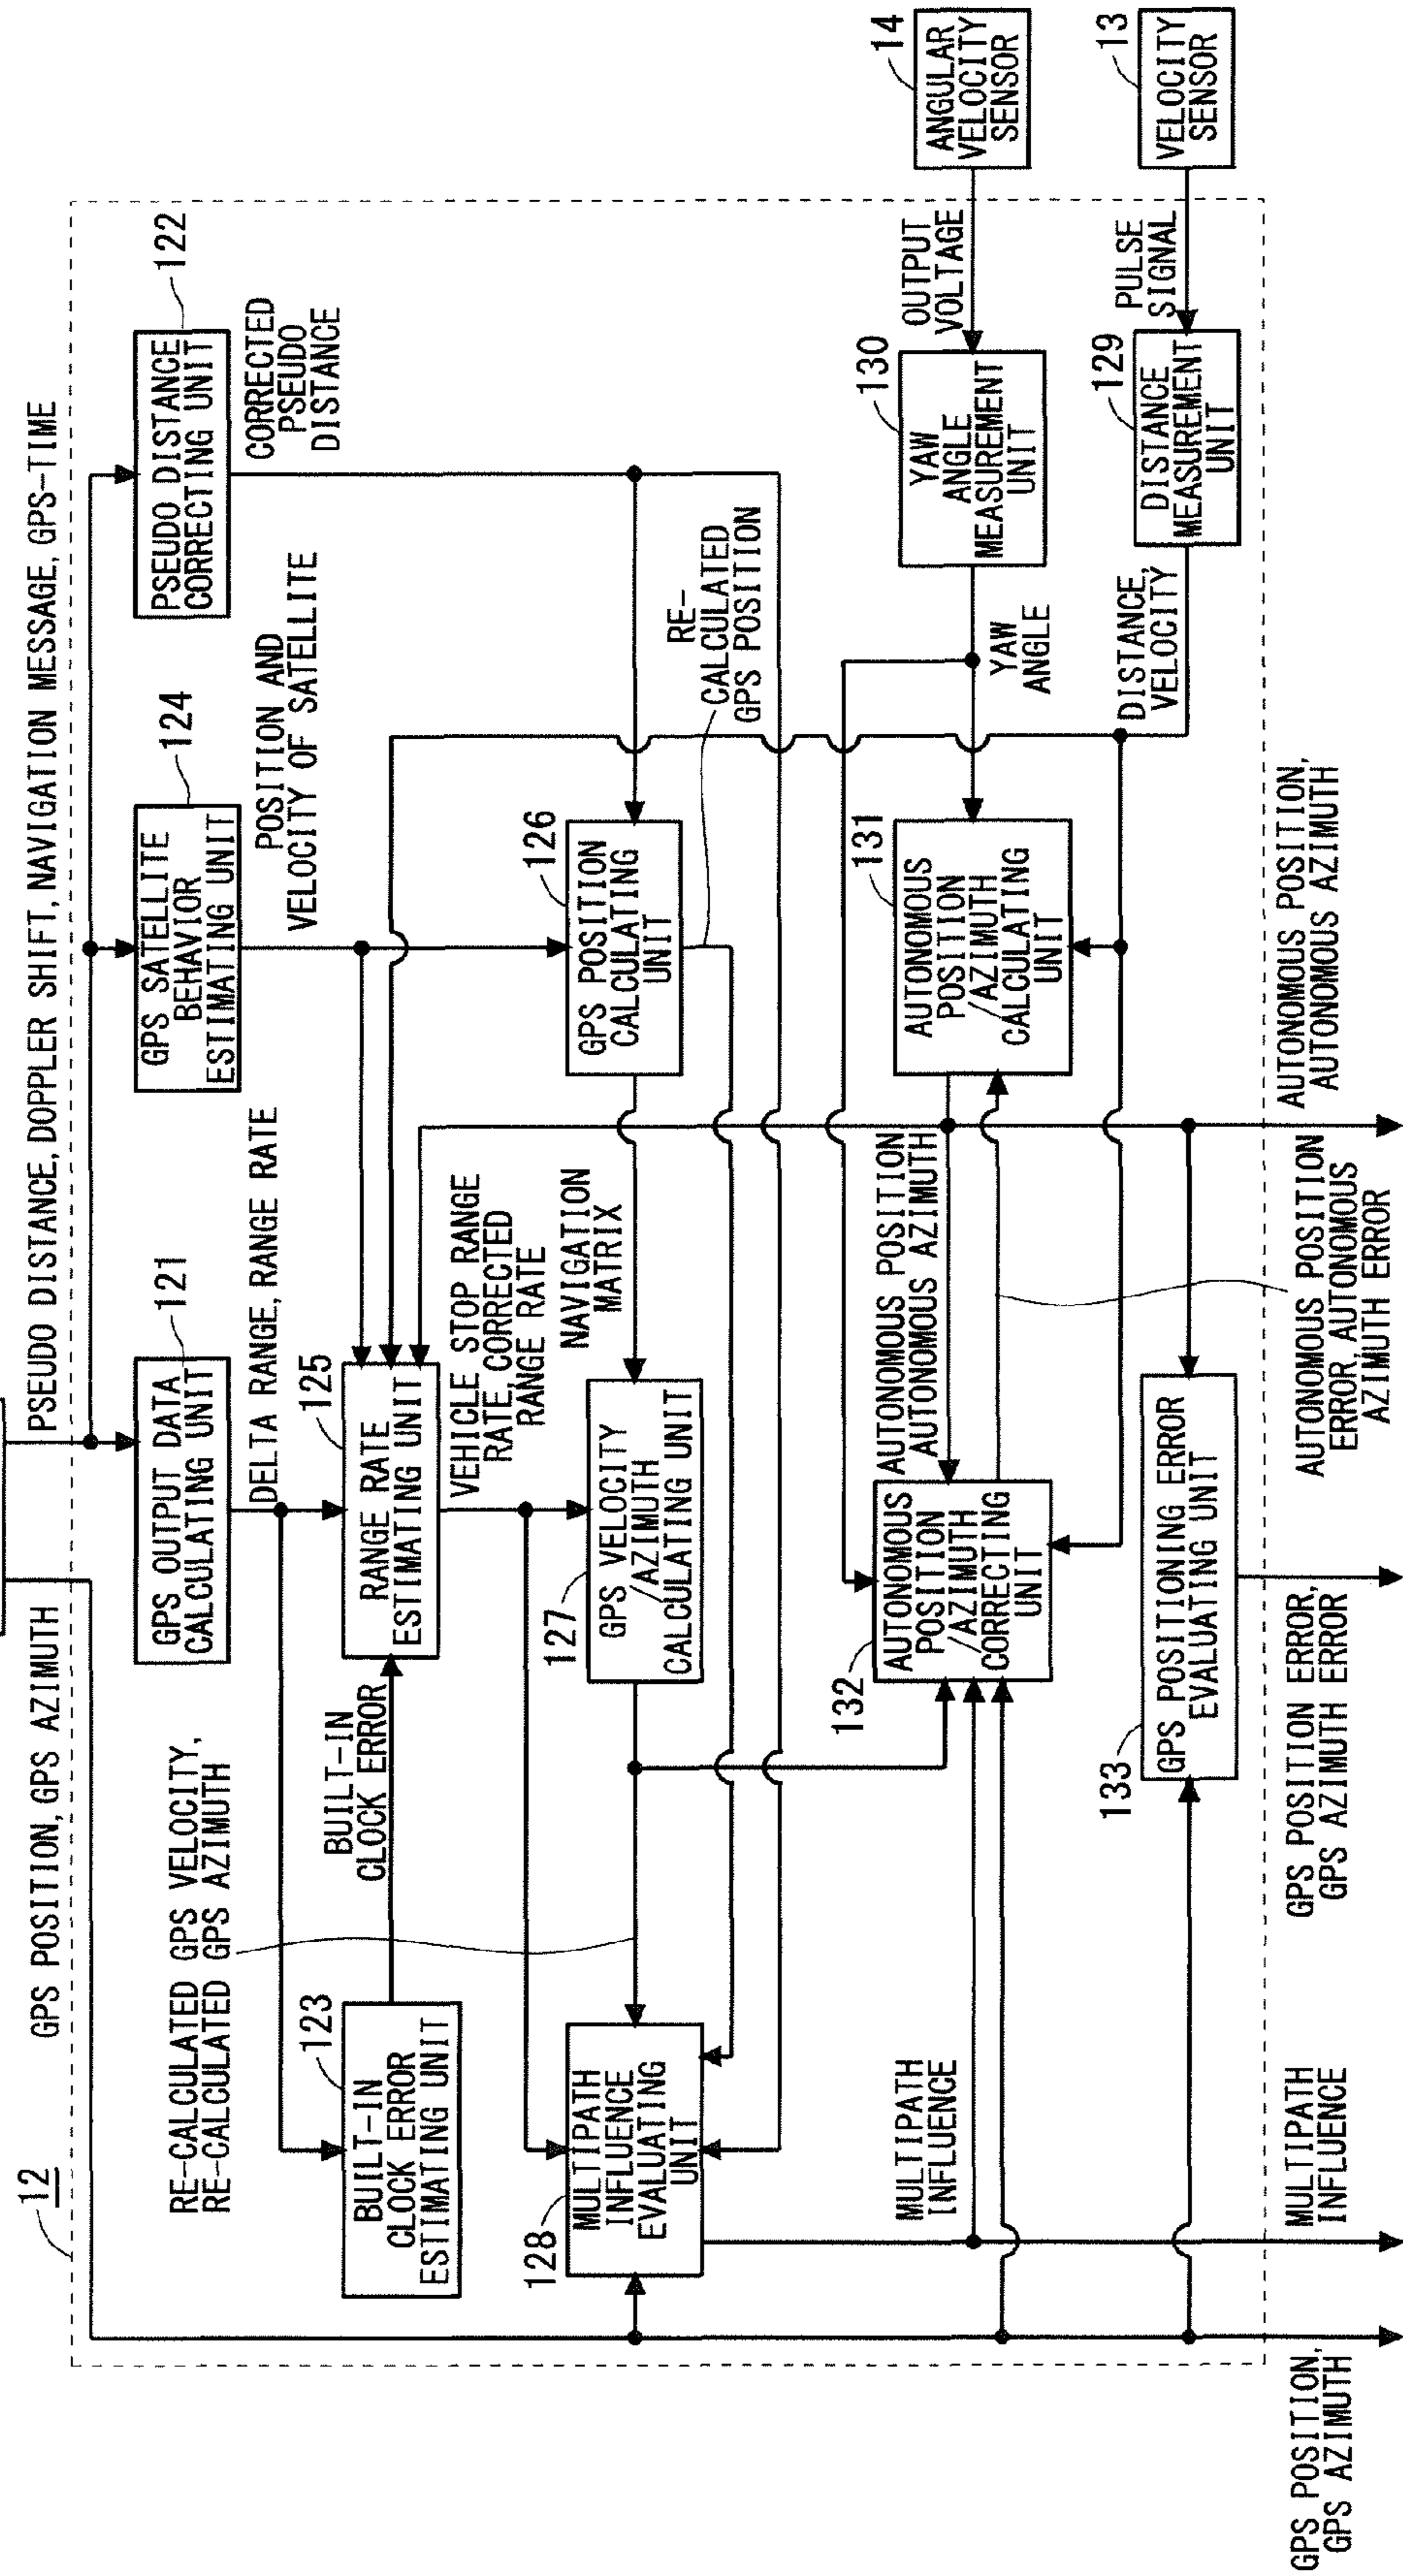 12
GPS POSITION, GPS AZIMUTH
PSEUDO DISTANCE, DOPPLER SHIFT, NAVIGATION MESSAGE, GPS-TIME
121
GPS OUTPUT DATA
CALCULATING UNIT
124
GPS SATELLITE
BEHAVIOR
ESTIMATING UNIT
122
PSEUDO DISTANCE
CORRECTING UNIT
RE-CALCULATED GPS VELOCITY,
RE-CALCULATED GPS AZIMUTH
DELTA RANGE, RANGE RATE
POSITION AND
VELOCITY OF SATELLITE
CORRECTED
PSEUDO
DISTANCE
123
BUILT-IN
CLOCK ERROR
ESTIMATING UNIT
BUILT-IN
CLOCK ERROR
125
RANGE RATE
ESTIMATING UNIT
VEHICLE STOP RANGE
RATE, CORRECTED
RANGE RATE
128
MULTIPATH
INFLUENCE
EVALUATING
UNIT
127
GPS VELOCITY
/AZIMUTH
CALCULATING UNIT
NAVIGATION
MATRIX
126
GPS POSITION
CALCULATING
UNIT
RE-
CALCULATED
GPS POSITION
MULTIPATH
INFLUENCE
132
AUTONOMOUS
POSITION
/AZIMUTH
CORRECTING
UNIT
AUTONOMOUS POSITION
AUTONOMOUS AZIMUTH
131
AUTONOMOUS
POSITION
/AZIMUTH
CALCULATING
UNIT
YAW
ANGLE
130
YAW
ANGLE
MEASUREMENT
UNIT
OUTPUT
VOLTAGE
14
ANGULAR
VELOCITY
SENSOR
133
GPS POSITIONING ERROR
EVALUATING UNIT
DISTANCE,
VELOCITY
129
DISTANCE
MEASUREMENT
UNIT
PULSE
SIGNAL
13
VELOCITY
SENSOR
GPS POSITION,
GPS AZIMUTH
MULTIPATH
INFLUENCE
GPS POSITION ERROR,
GPS AZIMUTH ERROR
AUTONOMOUS POSITION
ERROR, AUTONOMOUS
AZIMUTH ERROR
AUTONOMOUS POSITION,
AUTONOMOUS AZIMUTH